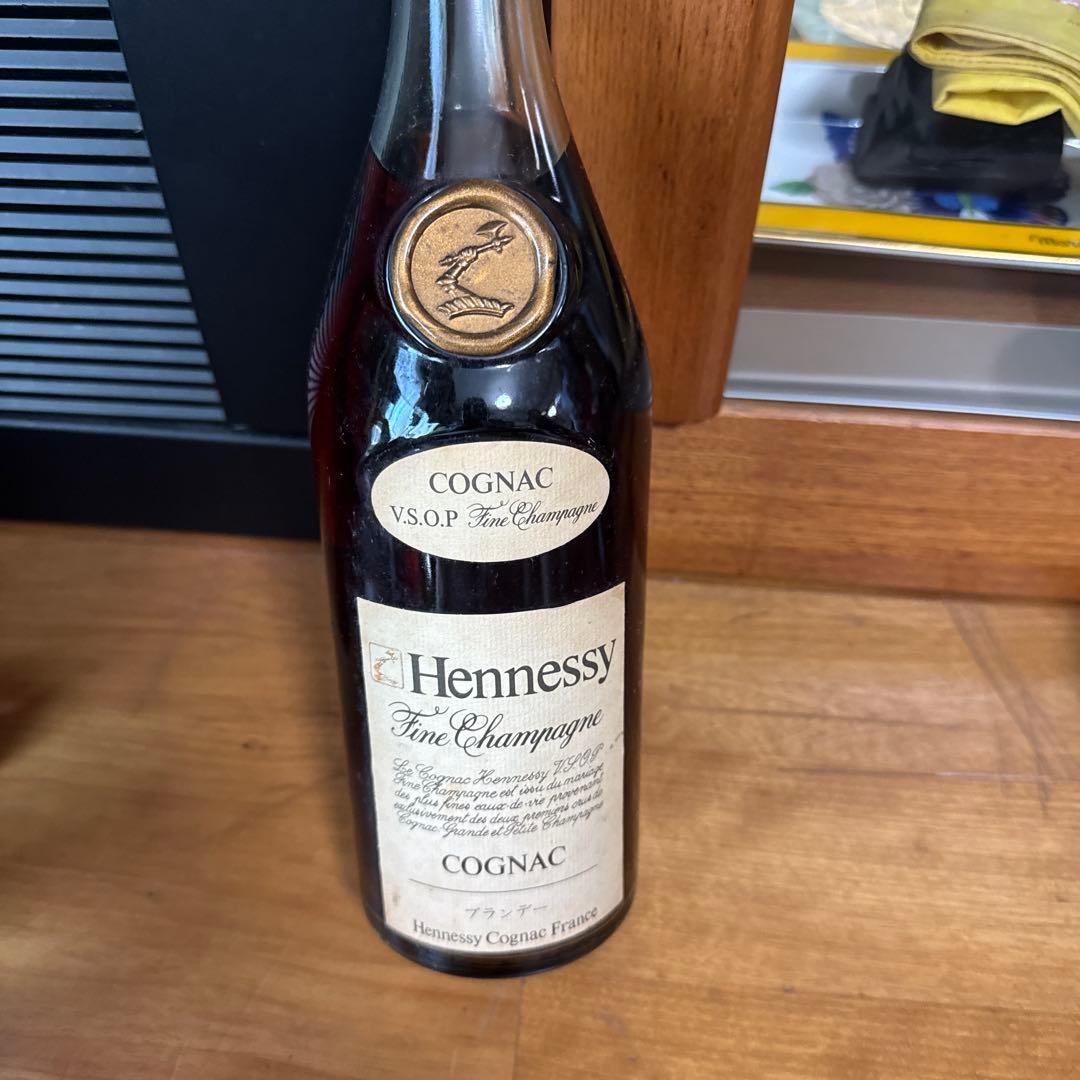 COGNAC
V.S.O.P Fine Champagne
Hennessy
Fine Champagne
Le Cognac Hennessy V.S.O.P
Fine Champagne est issu du mariage
des plus fines eaux-de-vie provenant
exlusivement des deux premiers crus de
Cognac Grande et Petite Champagne
COGNAC
ブランデー
Hennessy Cognac France